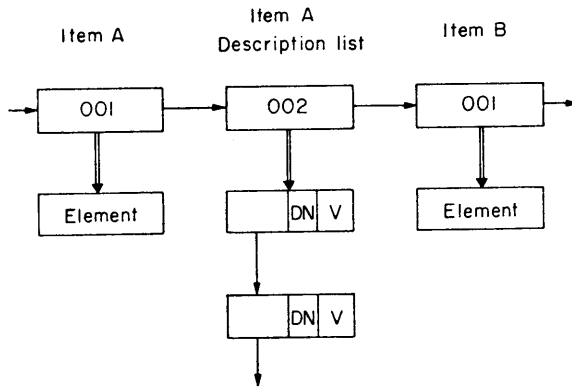 Item A
Item A
Description list
Item B
001
002
001
Element
DN V
Element
DN V